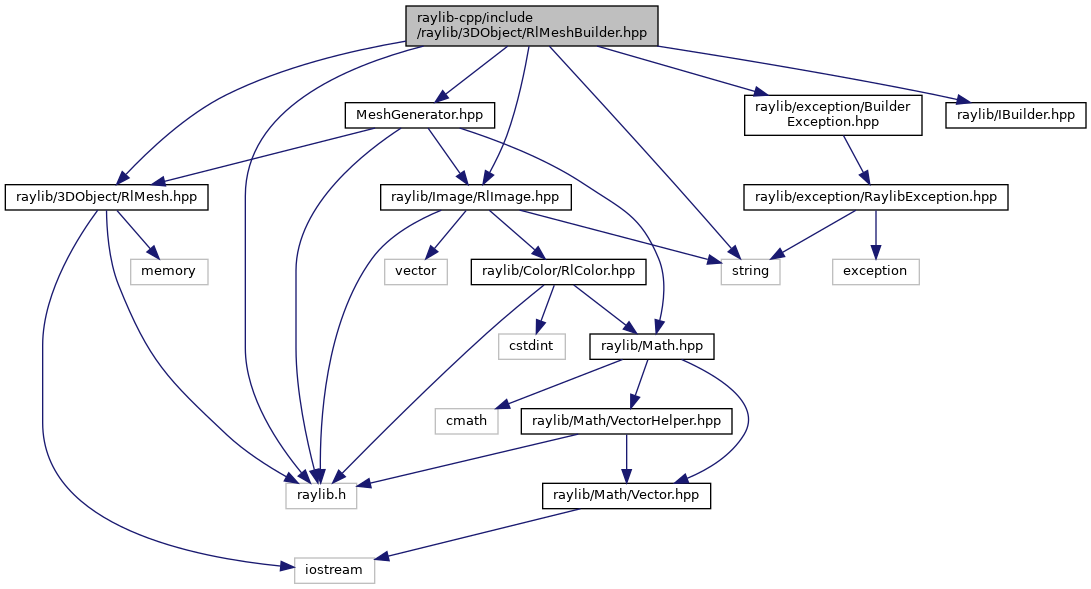 raylib-cpp/include
/raylib/3DObject/RlMeshBuilder.hpp
MeshGenerator.hpp
raylib/exception/Builder
Exception.hpp
raylib/IBuilder.hpp
raylib/3DObject/RlMesh.hpp
raylib/Image/RlImage.hpp
raylib/exception/RaylibException.hpp
memory
vector
raylib/Color/RlColor.hpp
string
exception
cstdint
raylib/Math.hpp
cmath
raylib/Math/VectorHelper.hpp
raylib.h
raylib/Math/Vector.hpp
iostream